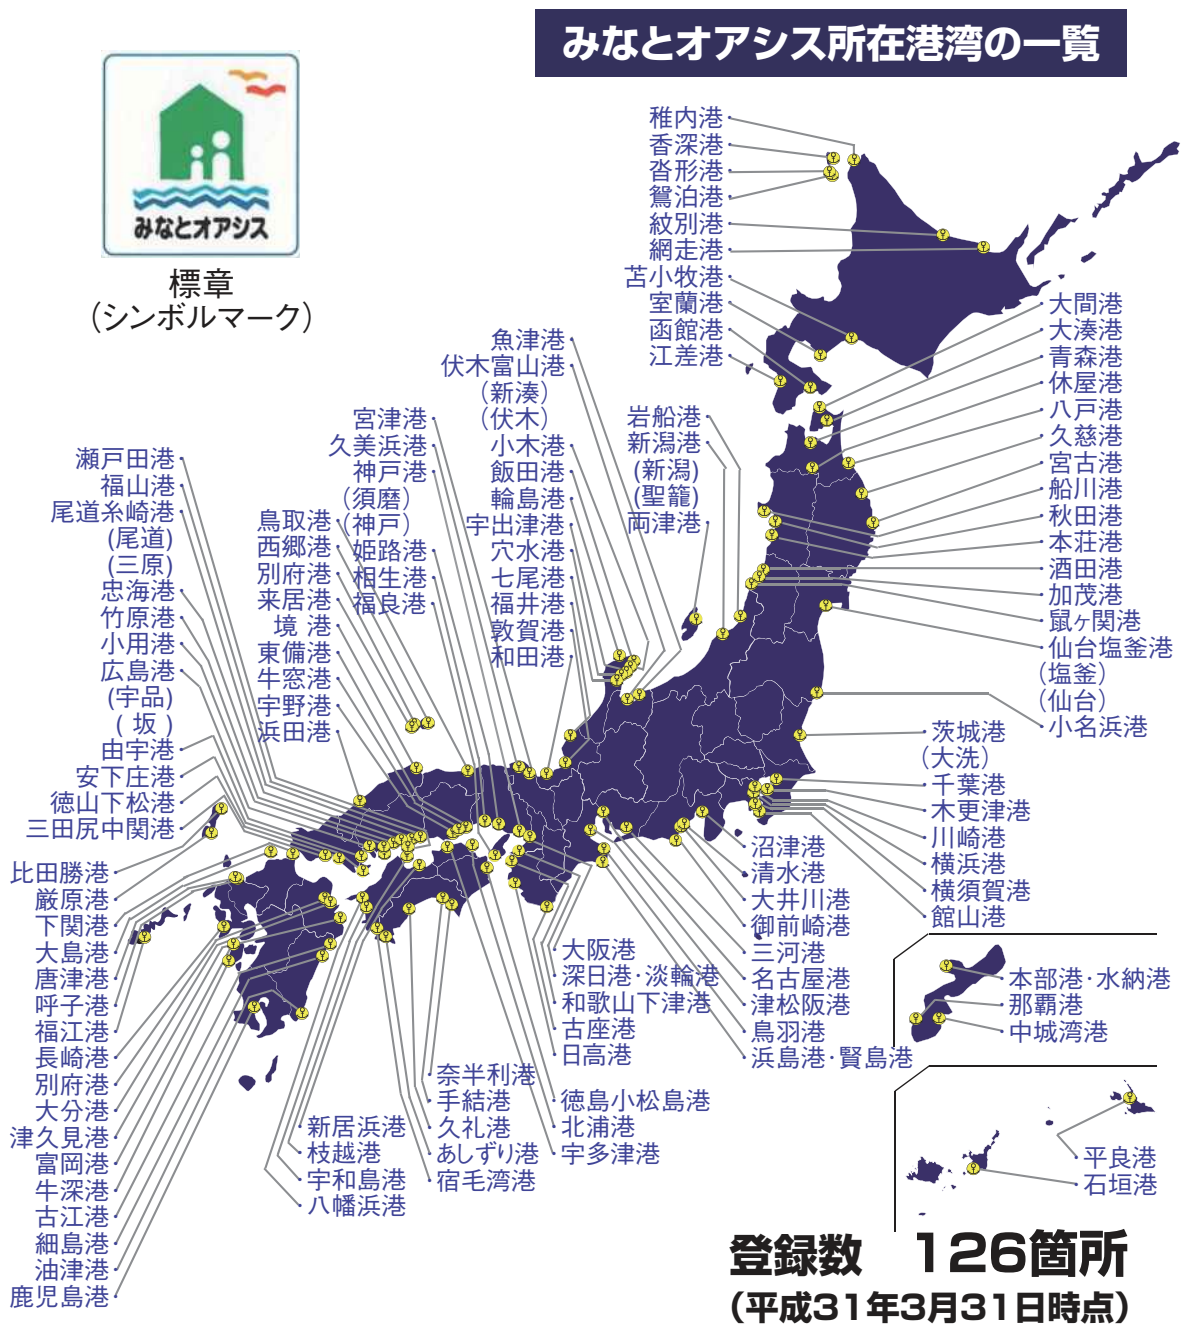 みなとオアシス所在港湾の一覧
みなとオアシス
標章
（シンボルマーク）
稚内港
香深港
沓形港
鴛泊港
紋別港
網走港
苫小牧港
室蘭港
函館港
江差港
大間港
大湊港
青森港
休屋港
八戸港
久慈港
宮古港
船川港
秋田港
本荘港
酒田港
加茂港
鼠ヶ関港
仙台塩釜港
（塩釜）
（仙台）
小名浜港
岩船港
新潟港
(新潟)
(聖籠)
両津港
魚津港
伏木富山港
（新湊）
（伏木）
小木港
飯田港
輪島港
宇出津港
穴水港
七尾港
福井港
敦賀港
和田港
宮津港
久美浜港
神戸港
（須磨）
（神戸）
姫路港
相生港
福良港
鳥取港
西郷港
別府港
来居港
境 港
東備港
牛窓港
宇野港
浜田港
瀬戸田港
福山港
尾道糸崎港
(尾道)
(三原)
忠海港
竹原港
小用港
広島港
(宇品)
( 坂 )
由宇港
安下庄港
徳山下松港
三田尻中関港
比田勝港
厳原港
下関港
大島港
唐津港
呼子港
福江港
長崎港
別府港
大分港
津久見港
富岡港
牛深港
古江港
細島港
油津港
鹿児島港
新居浜港
枝越港
宇和島港
八幡浜港
奈半利港
手結港
久礼港
あしずり港
宿毛湾港
徳島小松島港
北浦港
宇多津港
大阪港
深日港･淡輪港
和歌山下津港
古座港
日高港
茨城港
（大洗）
千葉港
木更津港
川崎港
横浜港
横須賀港
館山港
沼津港
清水港
大井川港
御前崎港
三河港
名古屋港
津松阪港
鳥羽港
浜島港･賢島港
本部港･水納港
那覇港
中城湾港
平良港
石垣港
登録数　126箇所
（平成31年3月31日時点）